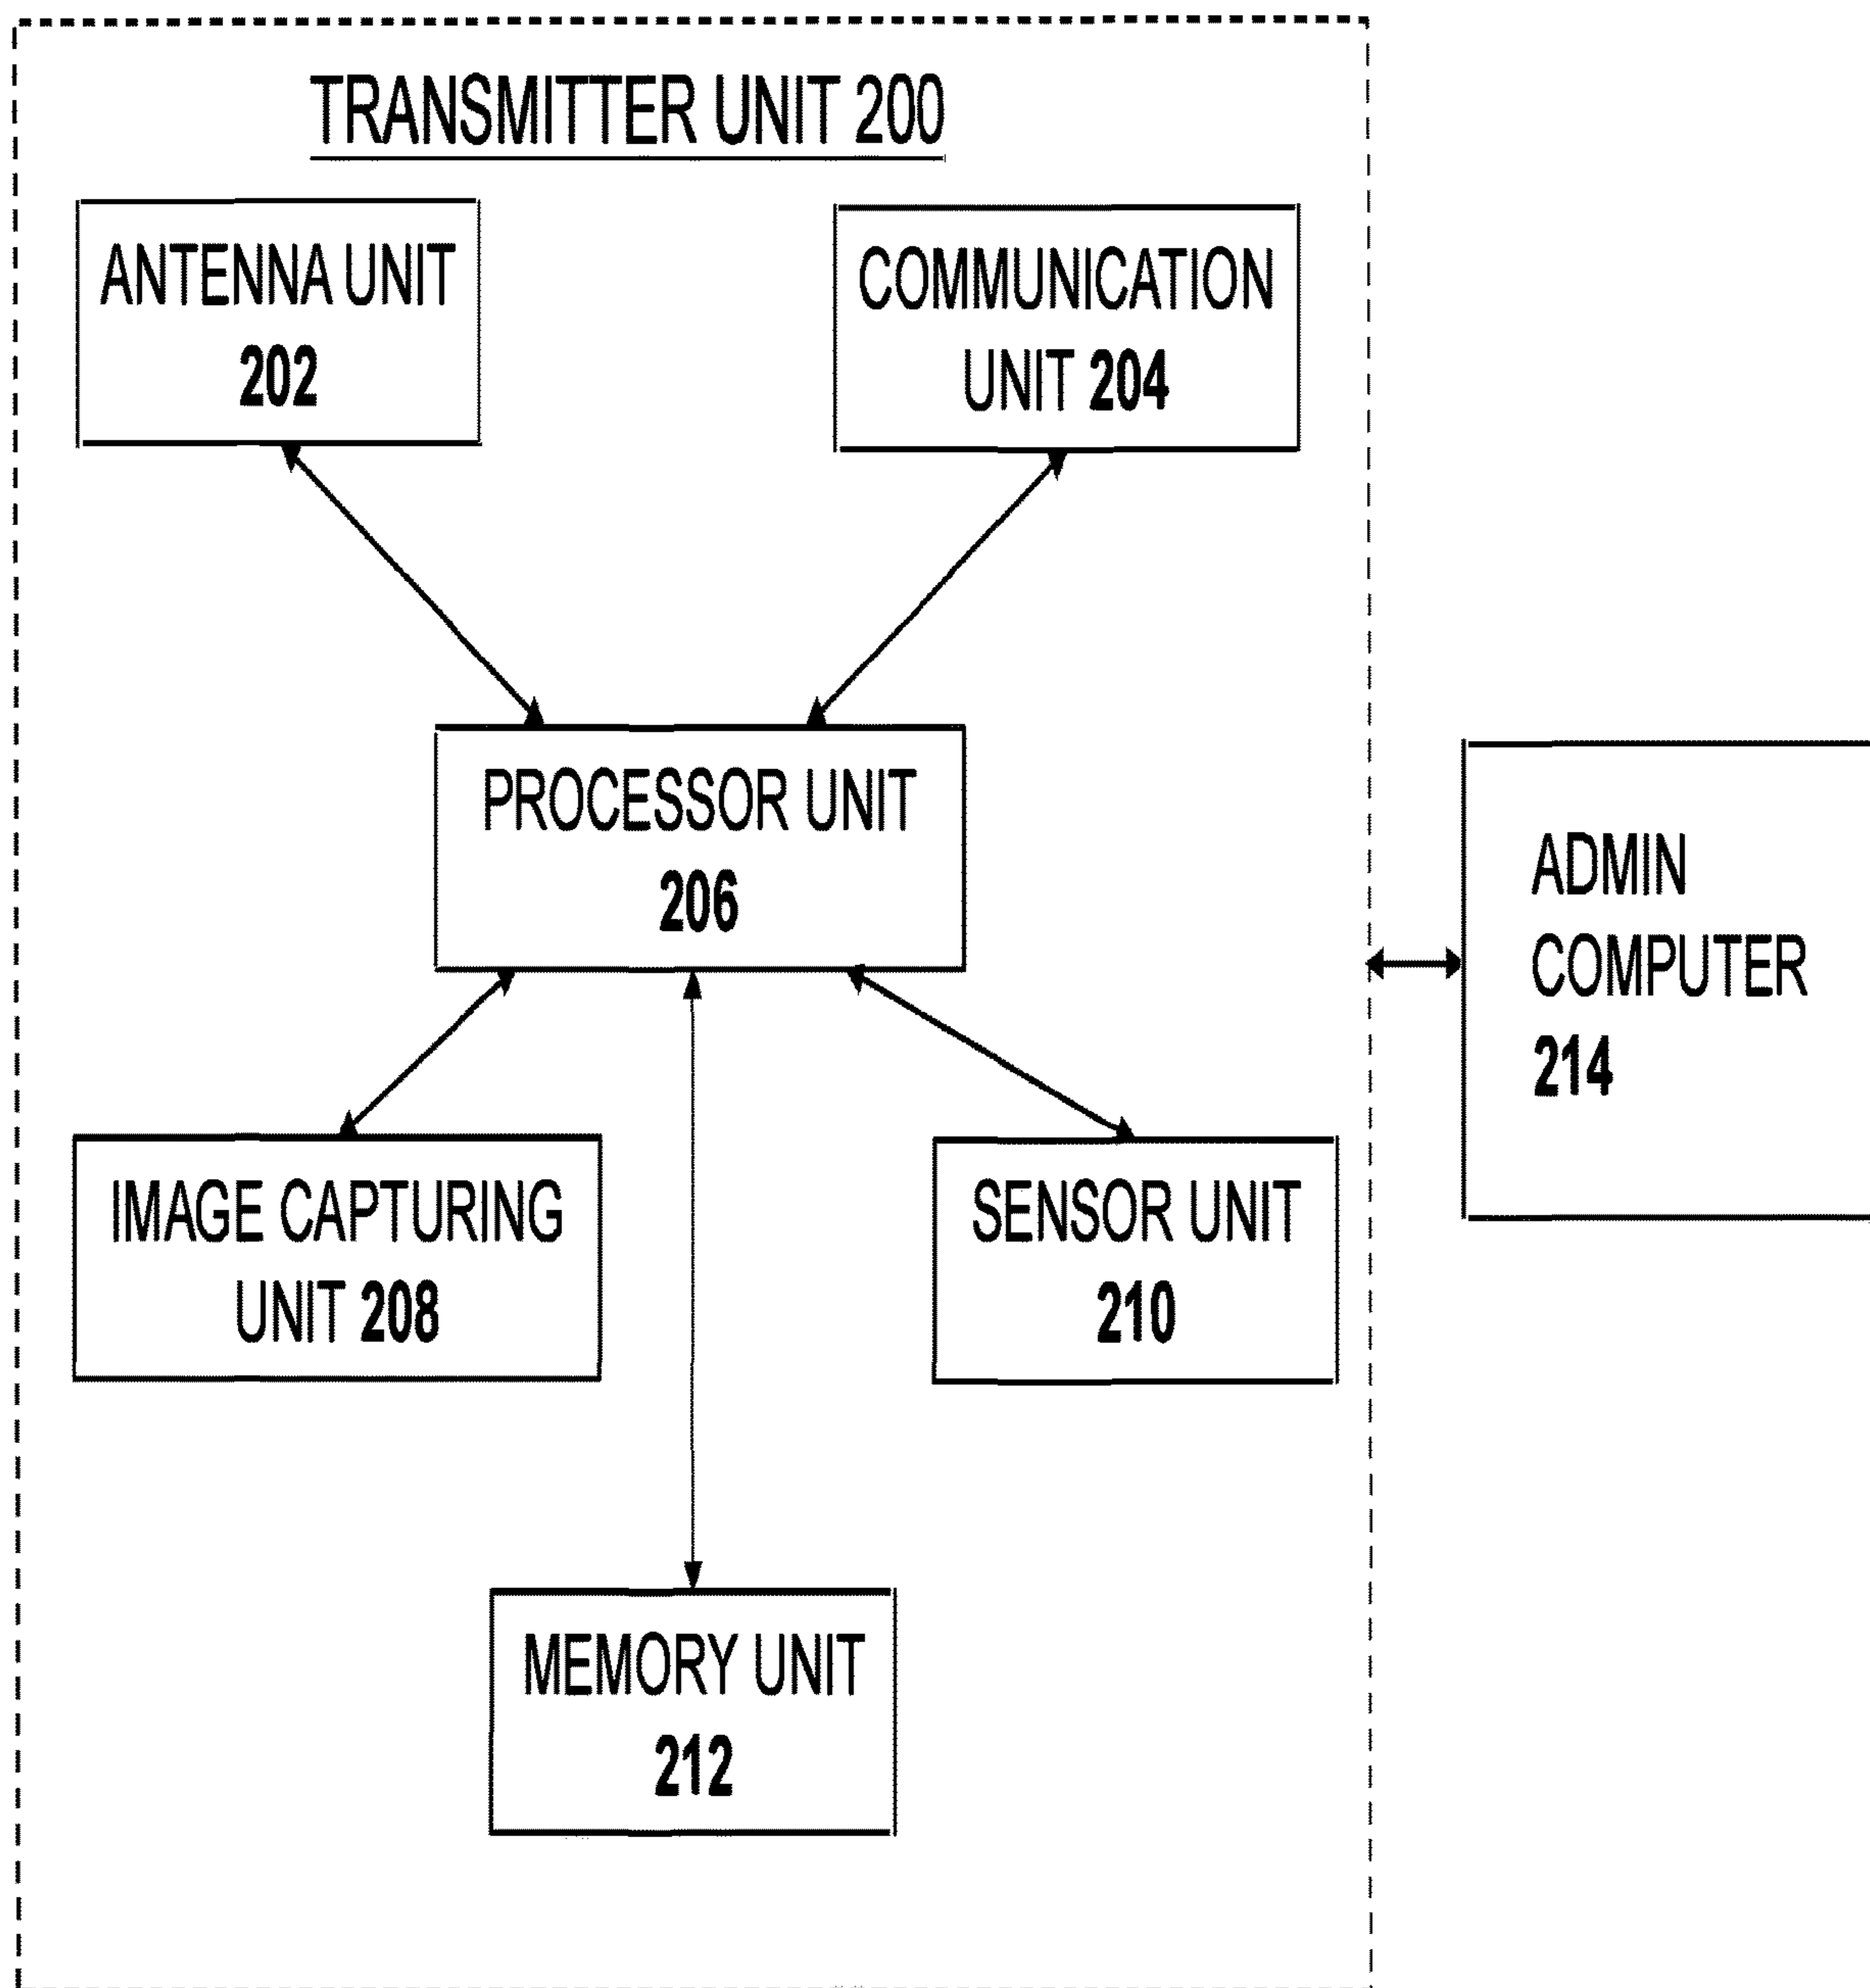 TRANSMITTER UNIT 200
ANTENNA UNIT
202
COMMUNICATION
UNIT 204
PROCESSOR UNIT
206
ADMIN
COMPUTER
214
IMAGE CAPTURING
UNIT 208
SENSOR UNIT
210
MEMORY UNIT
212